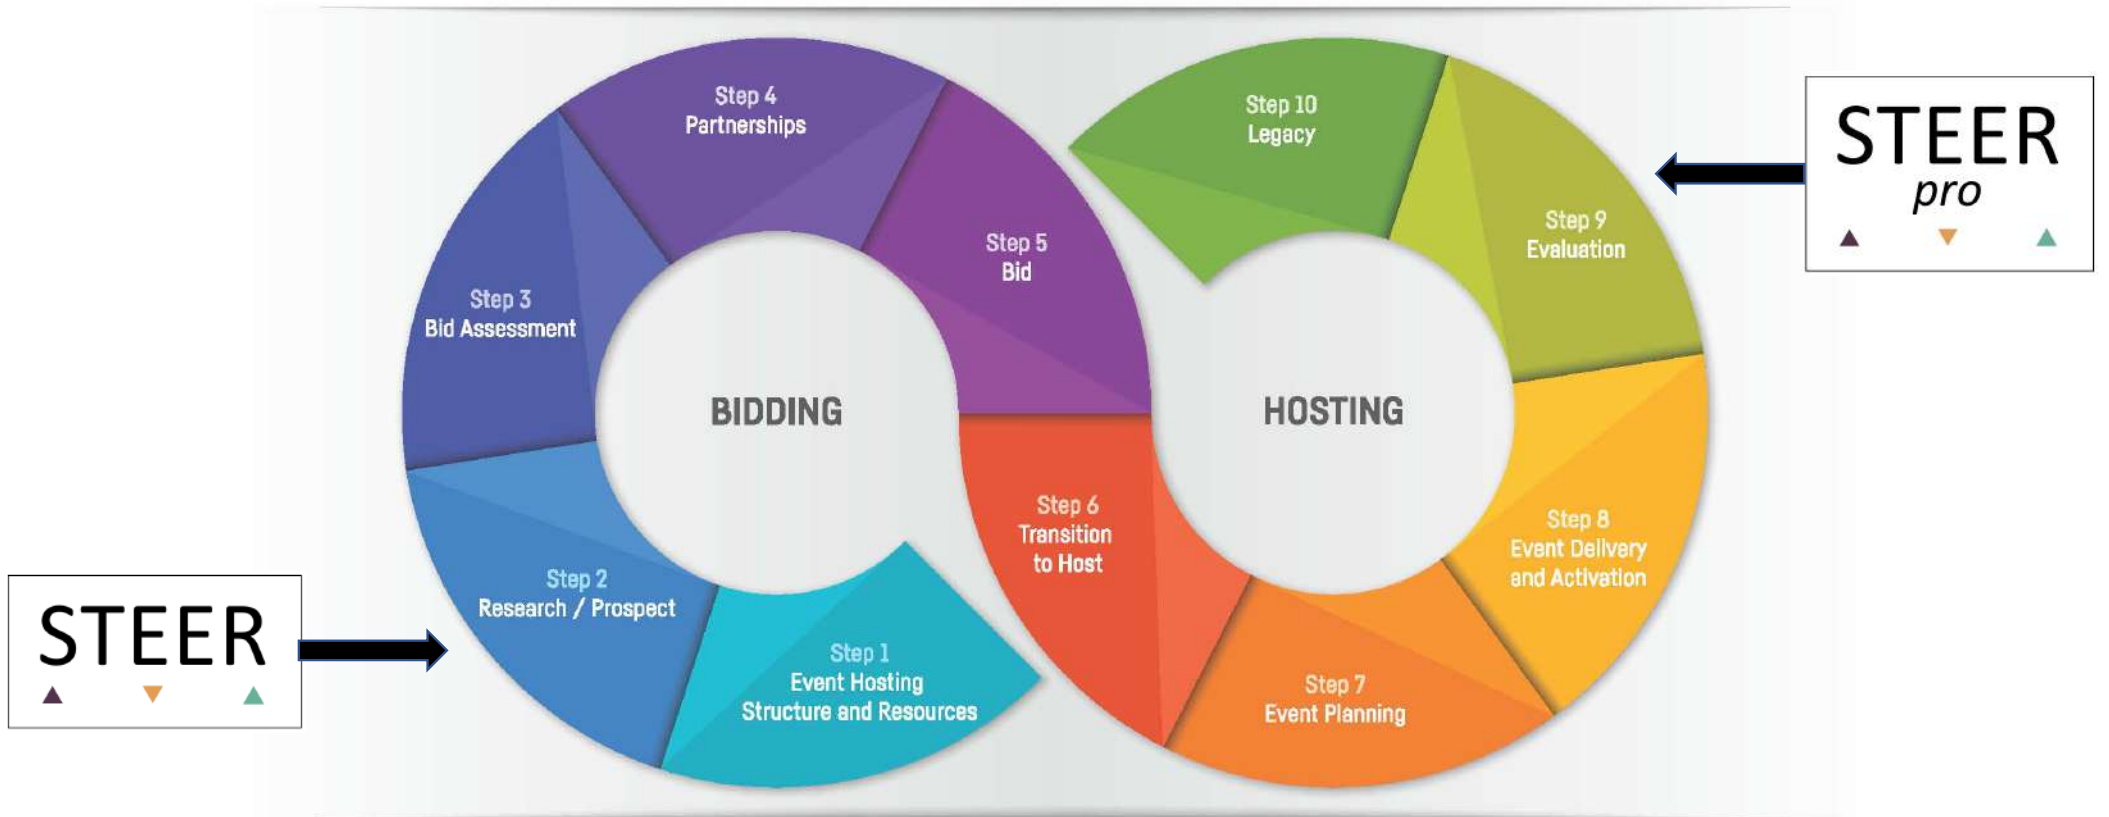 Step 4
Partnerships
Step 10
Legacy
STEER
pro
Step 5
Bid
Step 9
Evaluation
Step 3
Bid Assessment
BIDDING
HOSTING
Step 6
Transition
to Host
Step 8
Event Delivery
and Activation
STEER
Step 2
Research / Prospect
Step 1
Event Hosting
Structure and Resources
Step 7
Event Planning